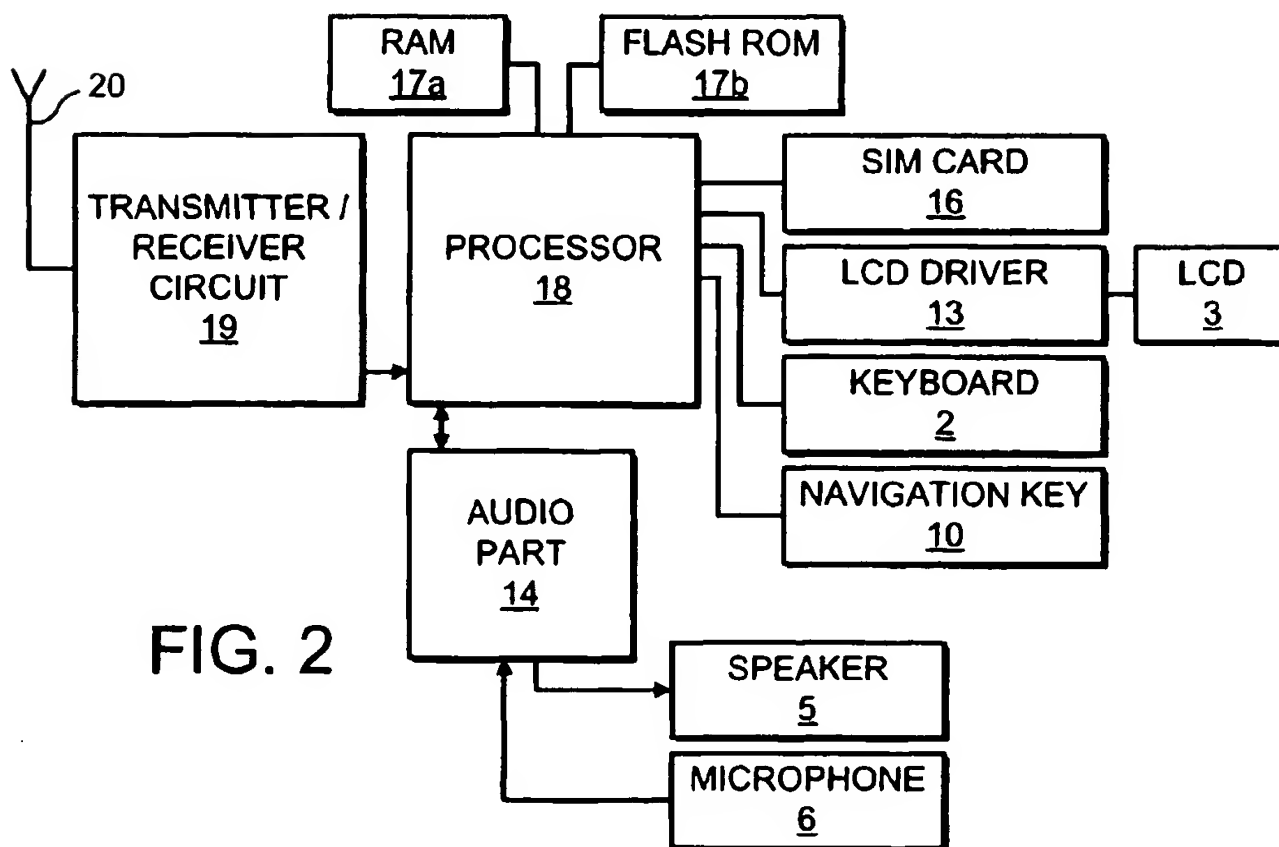 RAM
17a
FLASH ROM
17b
20
TRANSMITTER /
RECEIVER
CIRCUIT
19
PROCESSOR
18
SIM CARD
16
LCD DRIVER
13
LCD
3
KEYBOARD
2
NAVIGATION KEY
10
AUDIO
PART
14
FIG. 2
SPEAKER
5
MICROPHONE
6